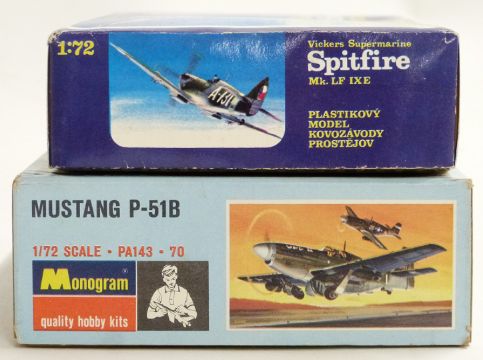 1:72
Vickers Supermarine
Spitfire
Mk. LF IXE
A-731
PLASTIKOVÝ
MODEL
KOVOZÁVODY
PROSTĚJOV
MUSTANG P-51B
1/72 SCALE • PA143 • 70
Monogram®
quality hobby kits